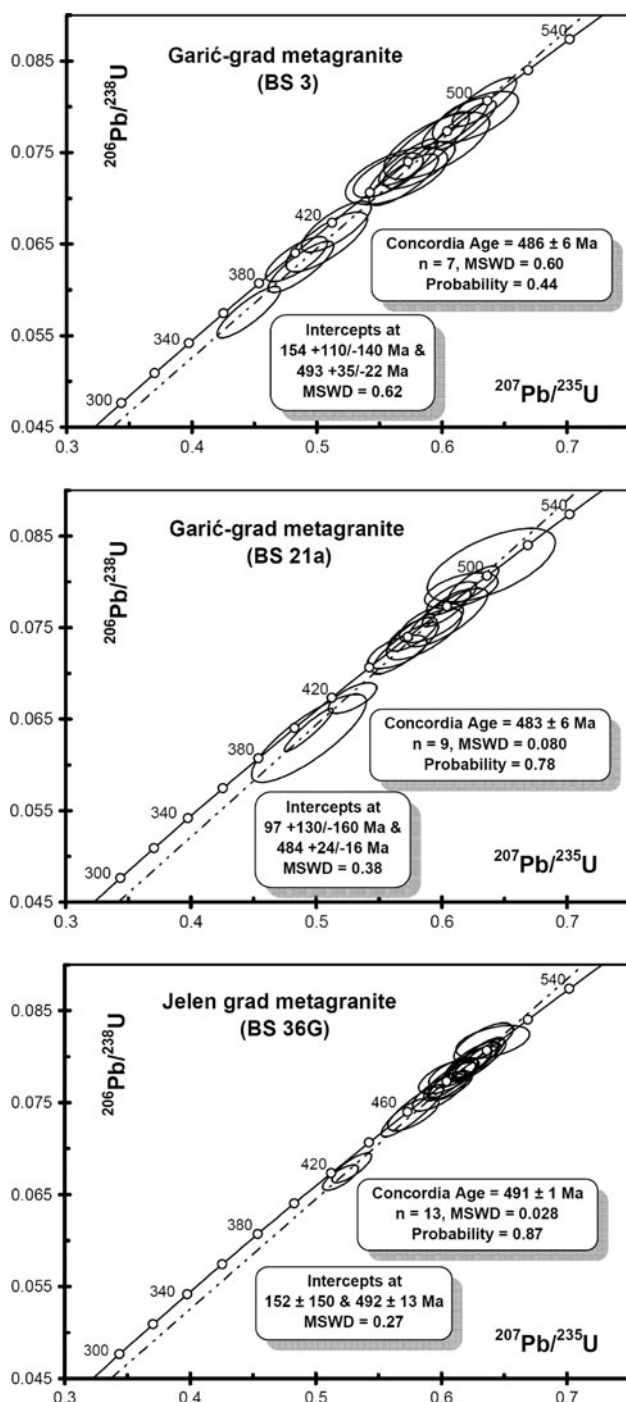 540
0.085
Garić-grad metagranite
(BS 3)
500
206Pb/238U
0.075
420
0.065
380
Concordia Age = 486 ± 6 Ma
n = 7, MSWD = 0.60
Probability = 0.44
340
0.055
Intercepts at
154 +110/-140 Ma &
493 +35/-22 Ma
MSWD = 0.62
300
207Pb/235U
0.045
0.3 0.4 0.5 0.6 0.7
540
0.085
Garić-grad metagranite
(BS 21a)
500
206Pb/238U
0.075
420
0.065
380
Concordia Age = 483 ± 6 Ma
n = 9, MSWD = 0.080
Probability = 0.78
340
0.055
Intercepts at
97 +130/-160 Ma &
484 +24/-16 Ma
MSWD = 0.38
300
207Pb/235U
0.045
0.3 0.4 0.5 0.6 0.7
540
0.085
Jelen grad metagranite
(BS 36G)
206Pb/238U
0.075
460
420
0.065
380
Concordia Age = 491 ± 1 Ma
n = 13, MSWD = 0.028
Probability = 0.87
340
0.055
Intercepts at
152 ± 150 & 492 ± 13 Ma
MSWD = 0.27
300
207Pb/235U
0.045
0.3 0.4 0.5 0.6 0.7